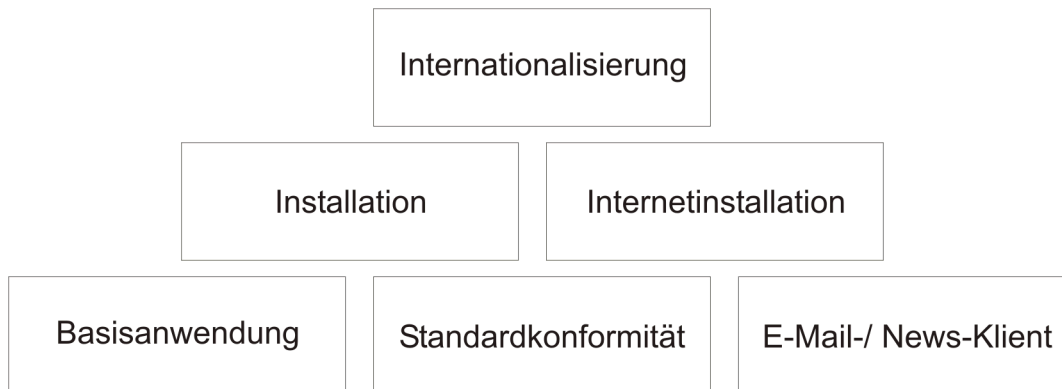 Internationalisierung
Installation
Internetinstallation
Basisanwendung
Standardkonformität
E-Mail-/ News-Klient